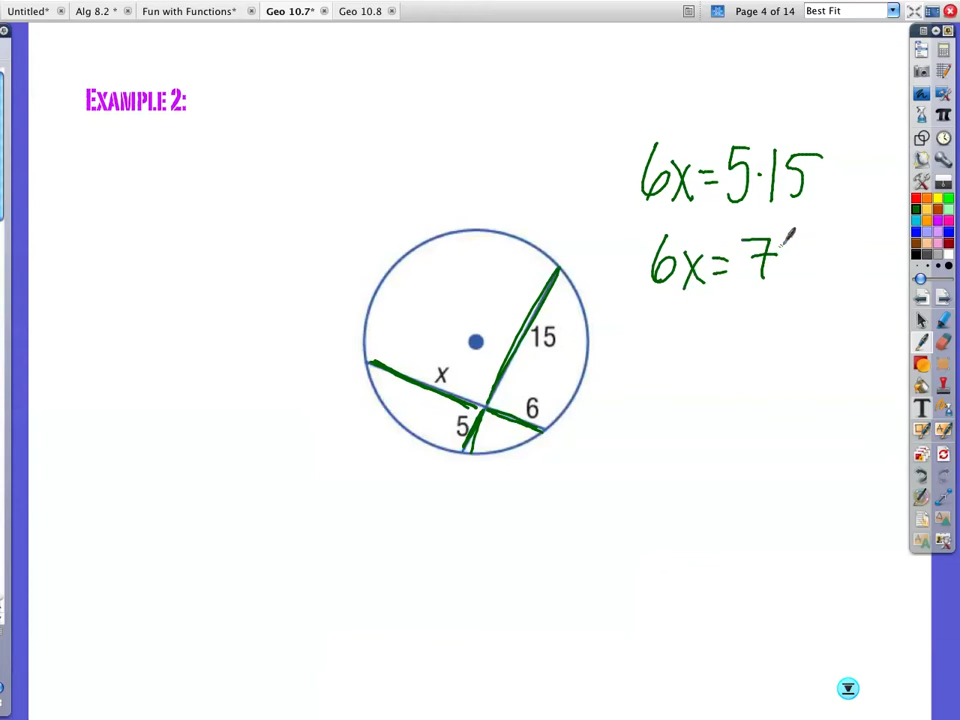 Untitled* Alg 8.2 * Fun with Functions* Geo 10.7* Geo 10.8 Page 4 of 14 Best Fit
EXAMPLE 2:
6x=5·15
6x=7
15
x
6
5